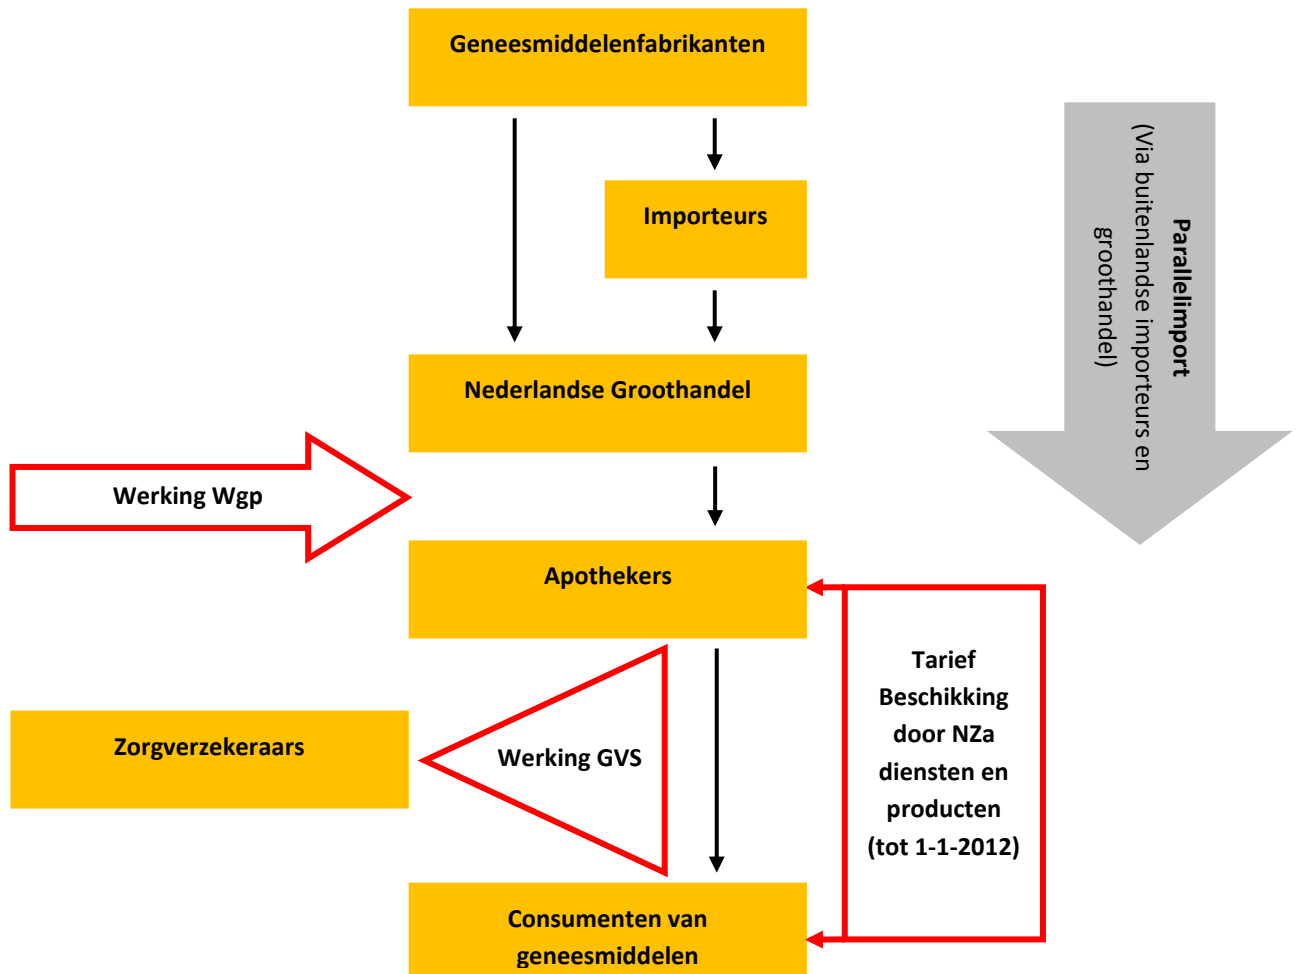 Geneesmiddelenfabrikanten
Importeurs
Parallelimport
(Via buitenlandse importeurs en
groothandel)
Nederlandse Groothandel
Werking Wgp
Apothekers
Tarief
Beschikking
door NZa
diensten en
producten
(tot 1-1-2012)
Zorgverzekeraars
Werking GVS
Consumenten van
geneesmiddelen